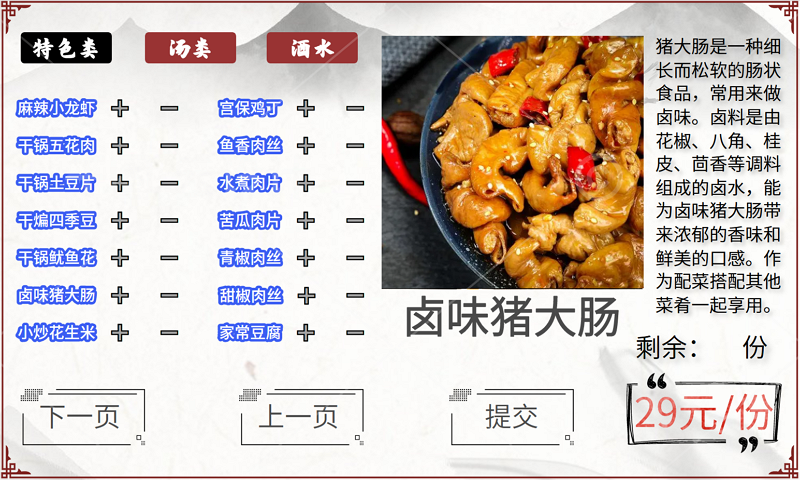 特色类
汤类
酒水
麻辣小龙虾
宫保鸡丁
干锅五花肉
鱼香肉丝
干锅土豆片
水煮肉片
干煸四季豆
苦瓜肉片
干锅鱿鱼花
青椒肉丝
卤味猪大肠
甜椒肉丝
小炒花生米
家常豆腐
卤味猪大肠
猪大肠是一种细
长而松软的肠状
食品，常用来做
卤味。卤料是由
花椒、八角、桂
皮、茴香等调料
组成的卤水，能
为卤味猪大肠带
来浓郁的香味和
鲜美的口感。作
为配菜搭配其他
菜肴一起享用。
剩余： 份
29元/份
下一页
上一页
提交